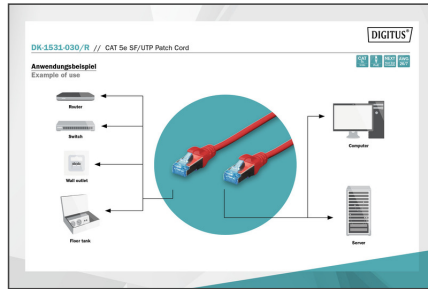 DIGITUS®
DK-1531-030/R // CAT 5e SF/UTP Patch Cord
Anwendungsbeispiel
Example of use
Router
Switch
Wall outlet
Floor tank
Computer
Server